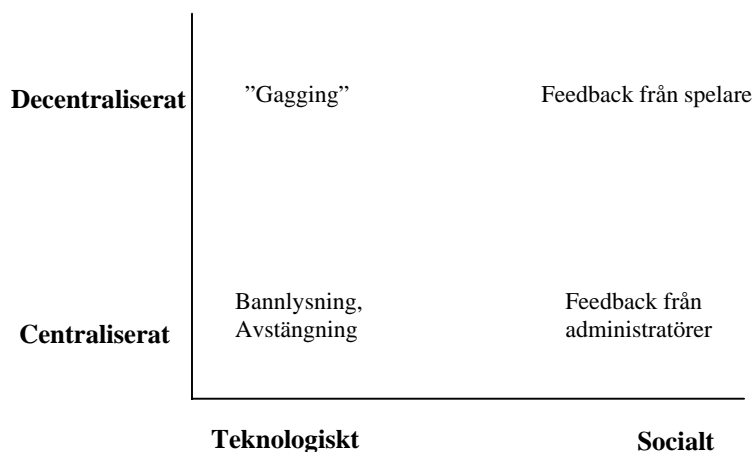 Decentraliserat
”Gagging”
Feedback från spelare
Bannlysning,
Avstängning
Feedback från
administratörer
Centraliserat
Teknologiskt
Socialt